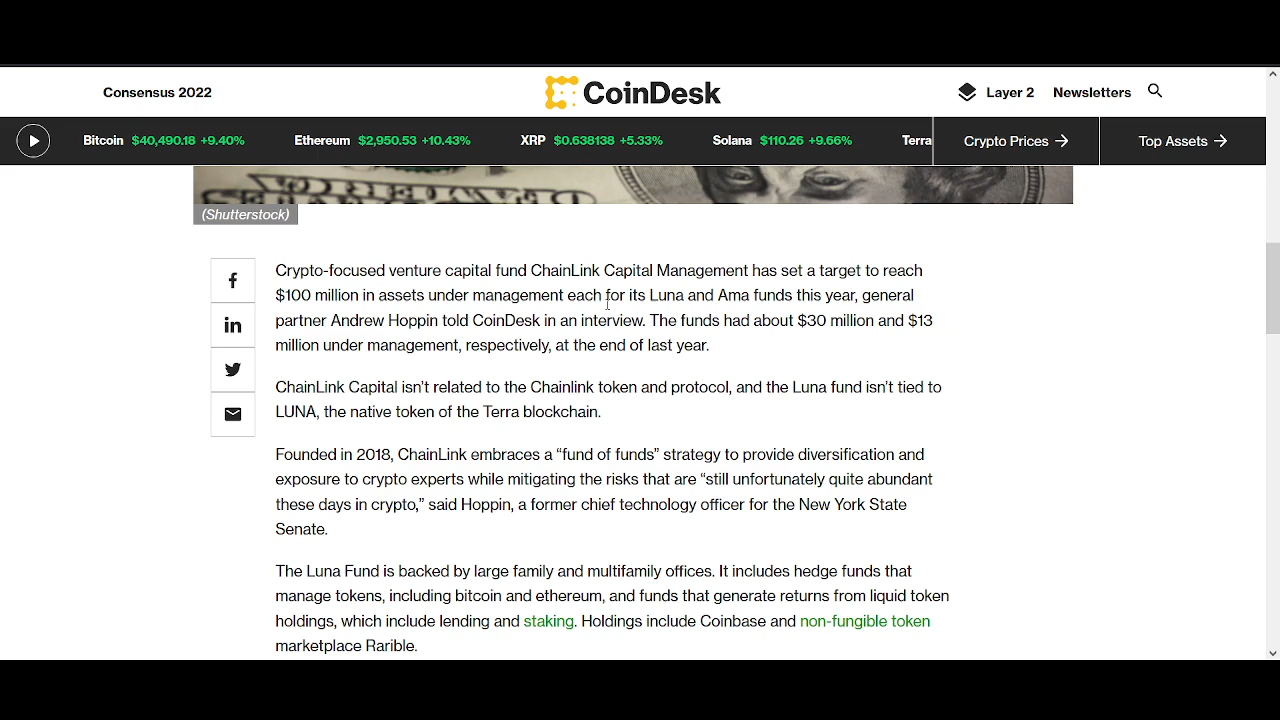 Consensus 2022
CoinDesk
Layer 2
Newsletters
Bitcoin $40,490.18 +9.40%
Ethereum $2,950.53 +10.43%
XRP $0.638138 +5.33%
Solana $110.26 +9.66%
Terra
Crypto Prices →
Top Assets →
(Shutterstock)
Crypto-focused venture capital fund ChainLink Capital Management has set a target to reach
$100 million in assets under management each for its Luna and Ama funds this year, general
partner Andrew Hoppin told CoinDesk in an interview. The funds had about $30 million and $13
million under management, respectively, at the end of last year.
ChainLink Capital isn’t related to the Chainlink token and protocol, and the Luna fund isn’t tied to
LUNA, the native token of the Terra blockchain.
Founded in 2018, ChainLink embraces a “fund of funds” strategy to provide diversification and
exposure to crypto experts while mitigating the risks that are “still unfortunately quite abundant
these days in crypto,” said Hoppin, a former chief technology officer for the New York State
Senate.
The Luna Fund is backed by large family and multifamily offices. It includes hedge funds that
manage tokens, including bitcoin and ethereum, and funds that generate returns from liquid token
holdings, which include lending and staking. Holdings include Coinbase and non-fungible token
marketplace Rarible.